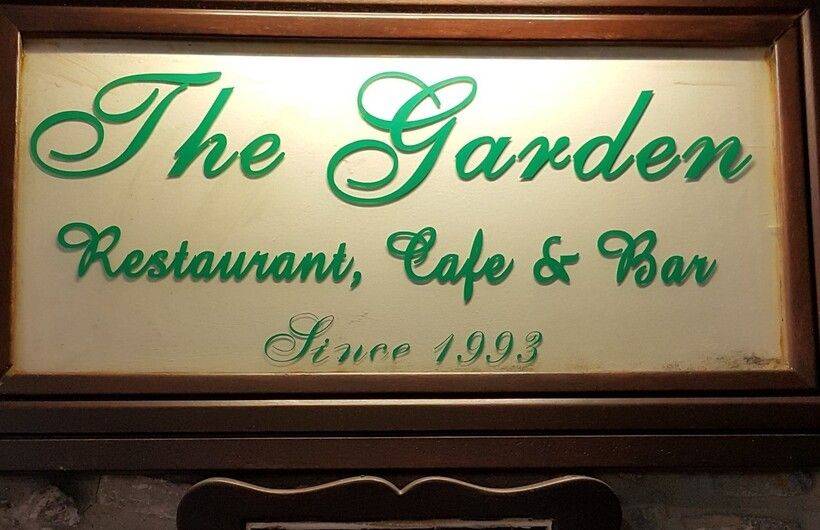 The Garden
Restaurant, Cafe & Bar
Since 1993